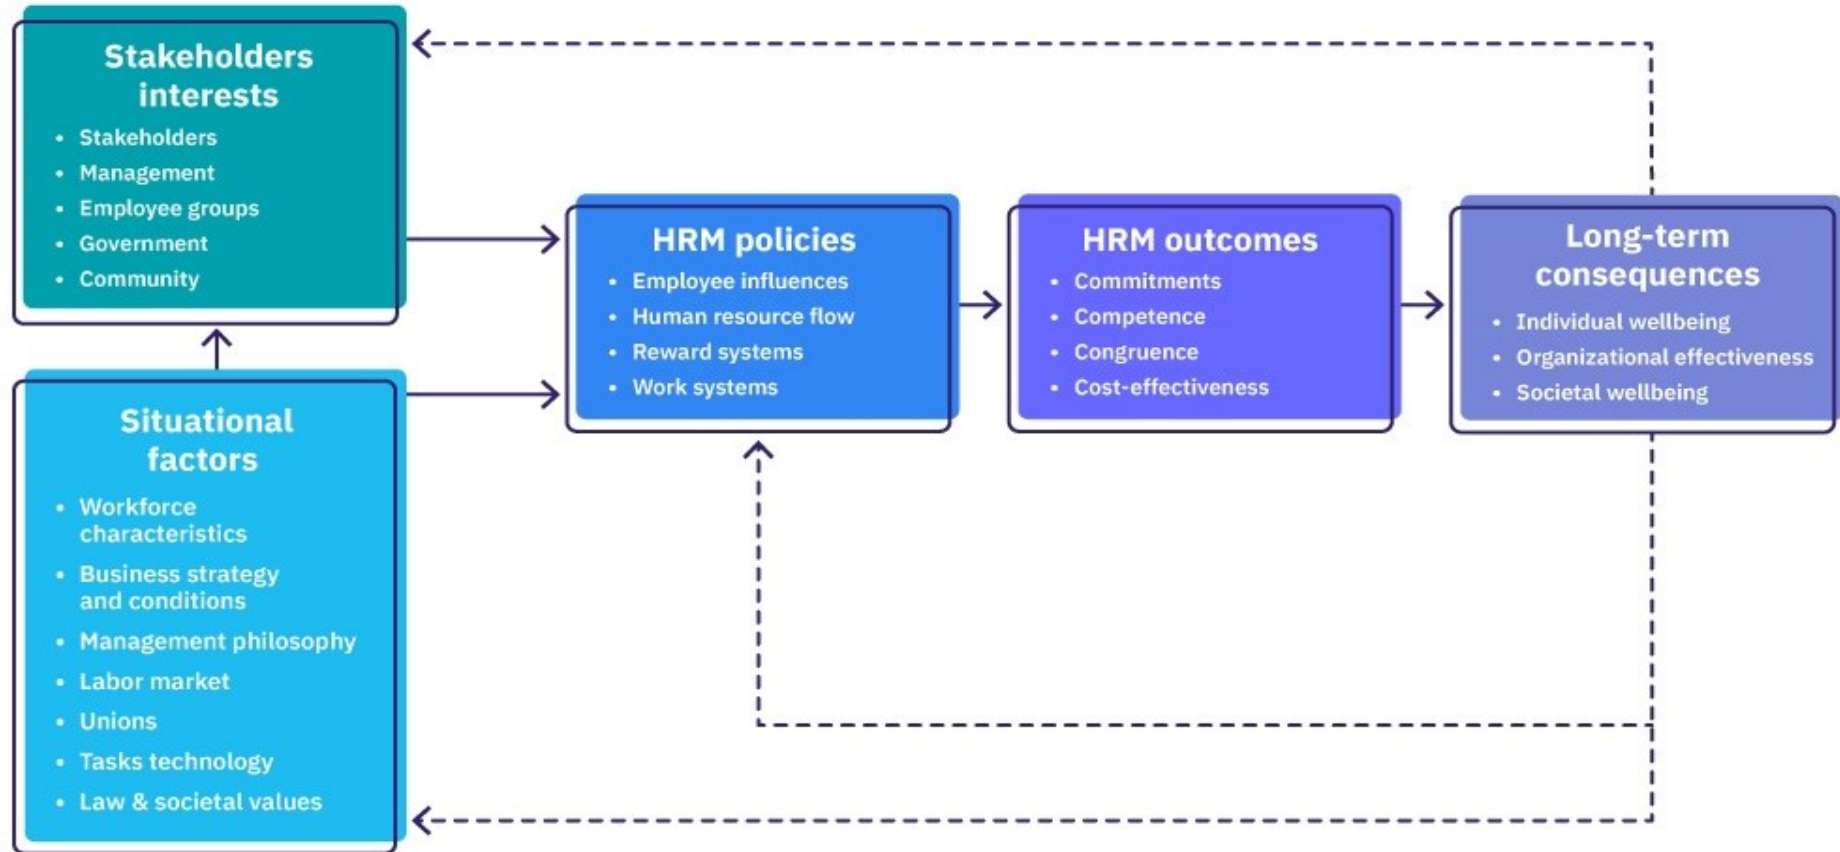 Stakeholders
interests
• Stakeholders
• Management
• Employee groups
• Government
• Community
Situational
factors
• Workforce
characteristics
• Business strategy
and conditions
• Management philosophy
• Labor market
• Unions
• Tasks technology
• Law & societal values
HRM policies
• Employee influences
• Human resource flow
• Reward systems
• Work systems
HRM outcomes
• Commitments
• Competence
• Congruence
• Cost-effectiveness
Long-term
consequences
• Individual wellbeing
• Organizational effectiveness
• Societal wellbeing